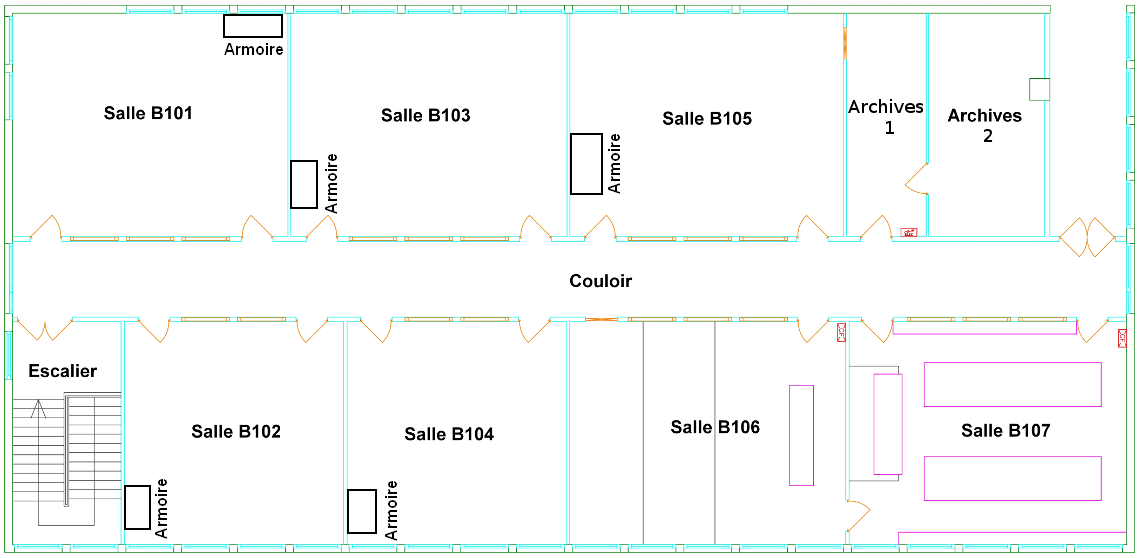 Armoire
Salle B101
Salle B103
Salle B105
Archives
1
Archives
2
Armoire
Armoire
Couloir
Escalier
Salle B102
Salle B104
Salle B106
Salle B107
Armoire
Armoire